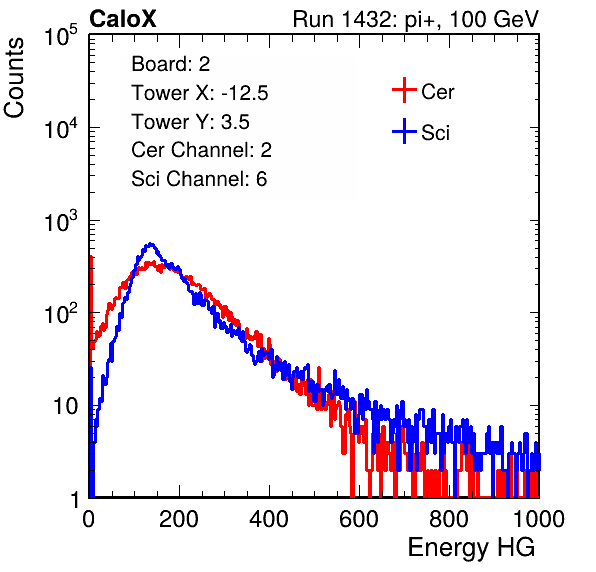 CaloX Run 1432: pi+, 100 GeV
Counts
Board: 2
Tower X: -12.5
Tower Y: 3.5
Cer Channel: 2
Sci Channel: 6
Cer
Sci
10^5
10^4
10^3
10^2
10
1
0 200 400 600 800 1000
Energy HG